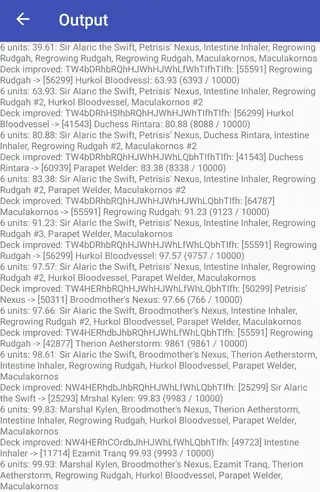 Output
6 units: 39.61: Sir Alaric the Swift, Petrisis' Nexus, Intestine Inhaler, Regrowing
Rudgah, Regrowing Rudgah, Regrowing Rudgah, Maculakornos
Deck improved: TW4bDRhbRQhHJWhHJWhLfWhTIfhTIfh: [55591] Regrowing
Rudgah -> [56299] Hurkol Bloodvessl: 63.93 (6393 / 10000)
6 units: 63.93: Sir Alaric the Swift, Petrisis' Nexus, Intestine Inhaler, Regrowing
Rudgah #2, Hurkol Bloodvessel, Maculakornos #2
Deck improved: TW4bDRhHSIhbRQhHJWhHJWhTIfhTIfh: [56299] Hurkol
Bloodvessel -> [41543] Duchess Rintara: 80.88 (8088 / 10000)
6 units: 80.88: Sir Alaric the Swift, Petrisis' Nexus, Duchess Rintara, Intestine
Inhaler, Regrowing Rudgah #2, Maculakornos #2
Deck improved: TW4bDRhbRQhHJWhHJWhLQbhTIfhTIfh: [41543] Duchess
Rintara -> [60939] Parapet Welder: 83.38 (8338 / 10000)
6 units: 83.38: Sir Alaric the Swift, Petrisis' Nexus, Intestine Inhaler, Regrowing
Rudgah #2, Parapet Welder, Maculakornos #2
Deck improved: TW4bDRhbRQhHJWhHJWhHJWhLQbhTIfh: [64787]
Maculakornos -> [55591] Regrowing Rudgah: 91.23 (9123 / 10000)
6 units: 91.23: Sir Alaric the Swift, Petrisis' Nexus, Intestine Inhaler, Regrowing
Rudgah #3, Parapet Welder, Maculakornos
Deck improved: TW4bDRhbRQhHJWhHJWhLfWhLQbhTIfh: [55591] Regrowing
Rudgah -> [56299] Hurkol Bloodvessel: 97.57 (9757 / 10000)
6 units: 97.57: Sir Alaric the Swift, Petrisis' Nexus, Intestine Inhaler, Regrowing
Rudgah #2, Hurkol Bloodvessel, Parapet Welder, Maculakornos
Deck improved: TW4HERhbRQhHJWhHJWhLfWhLQbhTIfh: [50299] Petrisis'
Nexus -> [50311] Broodmother's Nexus: 97.66 (766 / 10000)
6 units: 97.66: Sir Alaric the Swift, Broodmother's Nexus, Intestine Inhaler,
Regrowing Rudgah #2, Hurkol Bloodvessel, Parapet Welder, Maculakornos
Deck improved: TW4HERhdbJhbRQhHJWhLfWhLQbhTIfh: [55591] Regrowing
Rudgah -> [42877] Therion Aetherstorm: 9861 (9861 / 10000)
6 units: 98.61: Sir Alaric the Swift, Broodmother's Nexus, Therion Aetherstorm,
Intestine Inhaler, Regrowing Rudgah, Hurkol Bloodvessel, Parapet Welder,
Maculakornos
Deck improved: NW4HERhdbJhbRQhHJWhLfWhLQbhTIfh: [25299] Sir Alaric
the Swift -> [25293] Mrshal Kylen: 99.83 (9983 / 10000)
6 units: 99.83: Marshal Kylen, Broodmother's Nexus, Therion Aetherstorm,
Intestine Inhaler, Regrowing Rudgah, Hurkol Bloodvessel, Parapet Welder,
Maculakornos
Deck improved: NW4HERhCOrdbJhHJWhLfWhLQbhTIfh: [49723] Intestine
Inhaler -> [11714] Ezamit Tranq 99.93 (9993 / 10000)
6 units: 99.93: Marshal Kylen, Broodmother's Nexus, Ezamit Tranq, Therion
Aetherstorm, Regrowing Rudgah, Hurkol Bloodvessel, Parapet Welder,